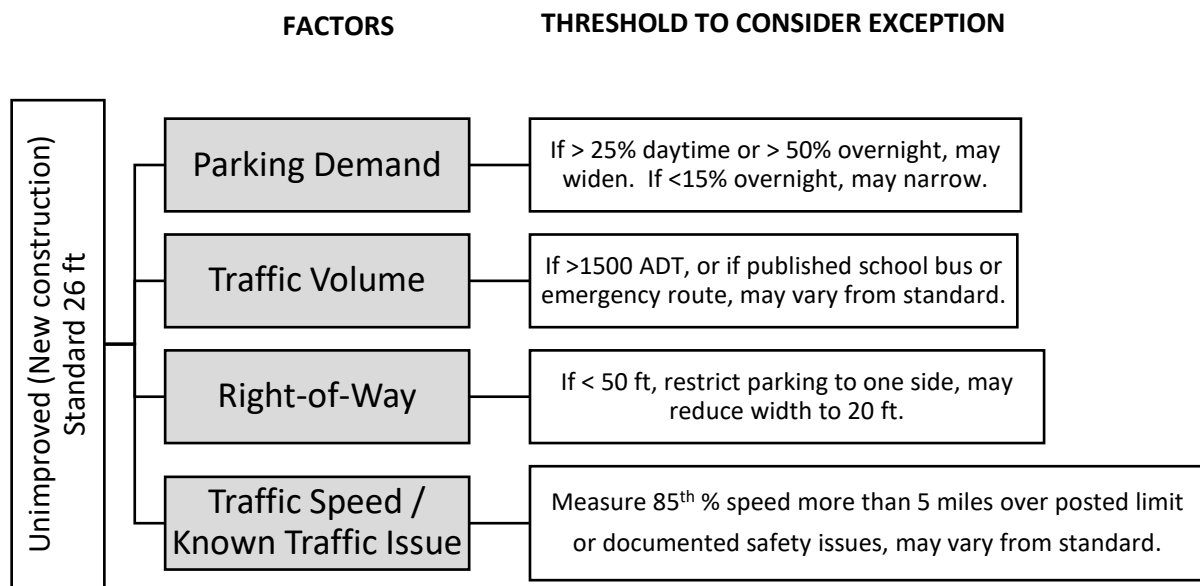 FACTORS
THRESHOLD TO CONSIDER EXCEPTION
Unimproved (New construction)
Standard 26 ft
Parking Demand
If > 25% daytime or > 50% overnight, may
widen.  If <15% overnight, may narrow.
Traffic Volume
If >1500 ADT, or if published school bus or
emergency route, may vary from standard.
Right-of-Way
If < 50 ft, restrict parking to one side, may
reduce width to 20 ft.
Traffic Speed /
Known Traffic Issue
Measure 85th % speed more than 5 miles over posted limit
or documented safety issues, may vary from standard.